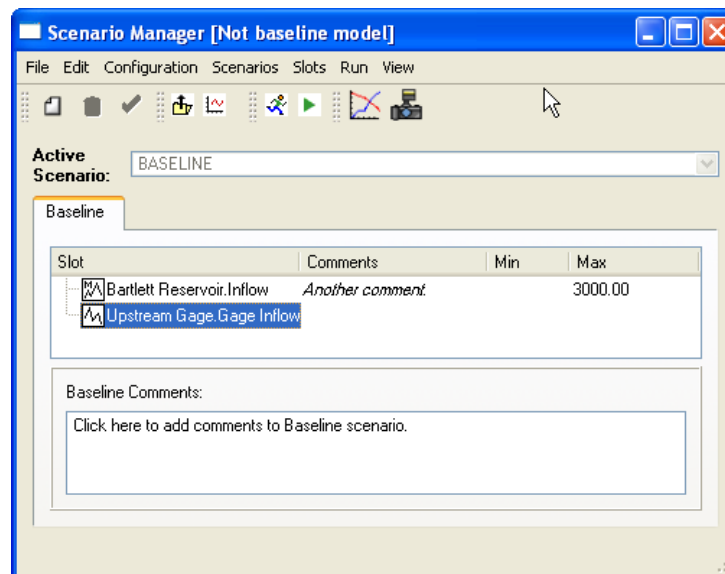 Scenario Manager [Not baseline model]
File Edit Configuration Scenarios Slots Run View
Active
Scenario:
BASELINE
Baseline
Slot Comments Min Max
Bartlett Reservoir.Inflow Another comment. 3000.00
Upstream Gage.Gage Inflow
Baseline Comments:
Click here to add comments to Baseline scenario.